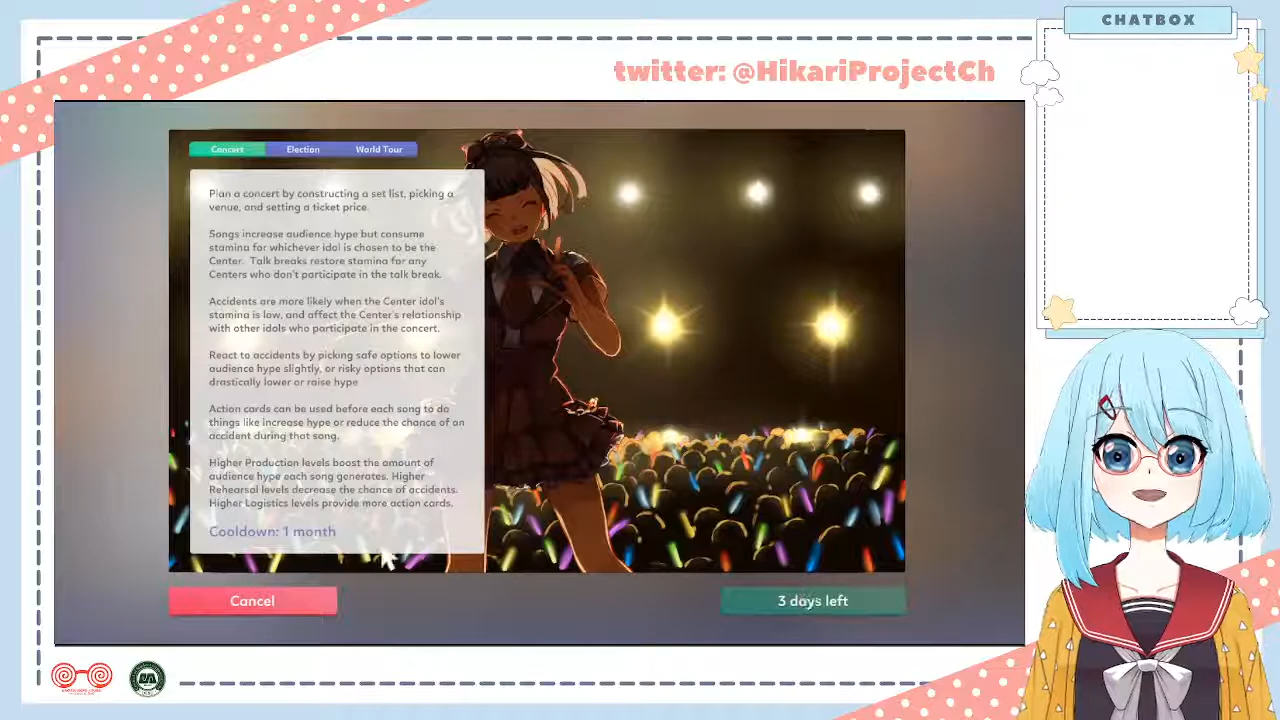 CHATBOX
twitter: @HikariProjectCh
Concert Election World Tour
Plan a concert by constructing a set list, picking a
venue, and setting a ticket price.
Songs increase audience hype but consume
stamina for whichever idol is chosen to be the
Center. Talk breaks restore stamina for any
Centers who don't participate in the talk break.
Accidents are more likely when the Center idol's
stamina is low, and affect the Center's relationship
with other idols who participate in the concert.
React to accidents by picking safe options to lower
audience hype slightly, or risky options that can
drastically lower or raise hype
Action cards can be used before each song to do
things like increase hype or reduce the chance of an
accident during that song.
Higher Production levels boost the amount of
audience hype each song generates. Higher
Rehearsal levels decrease the chance of accidents.
Higher Logistics levels provide more action cards.
Cooldown: 1 month
Cancel
3 days left